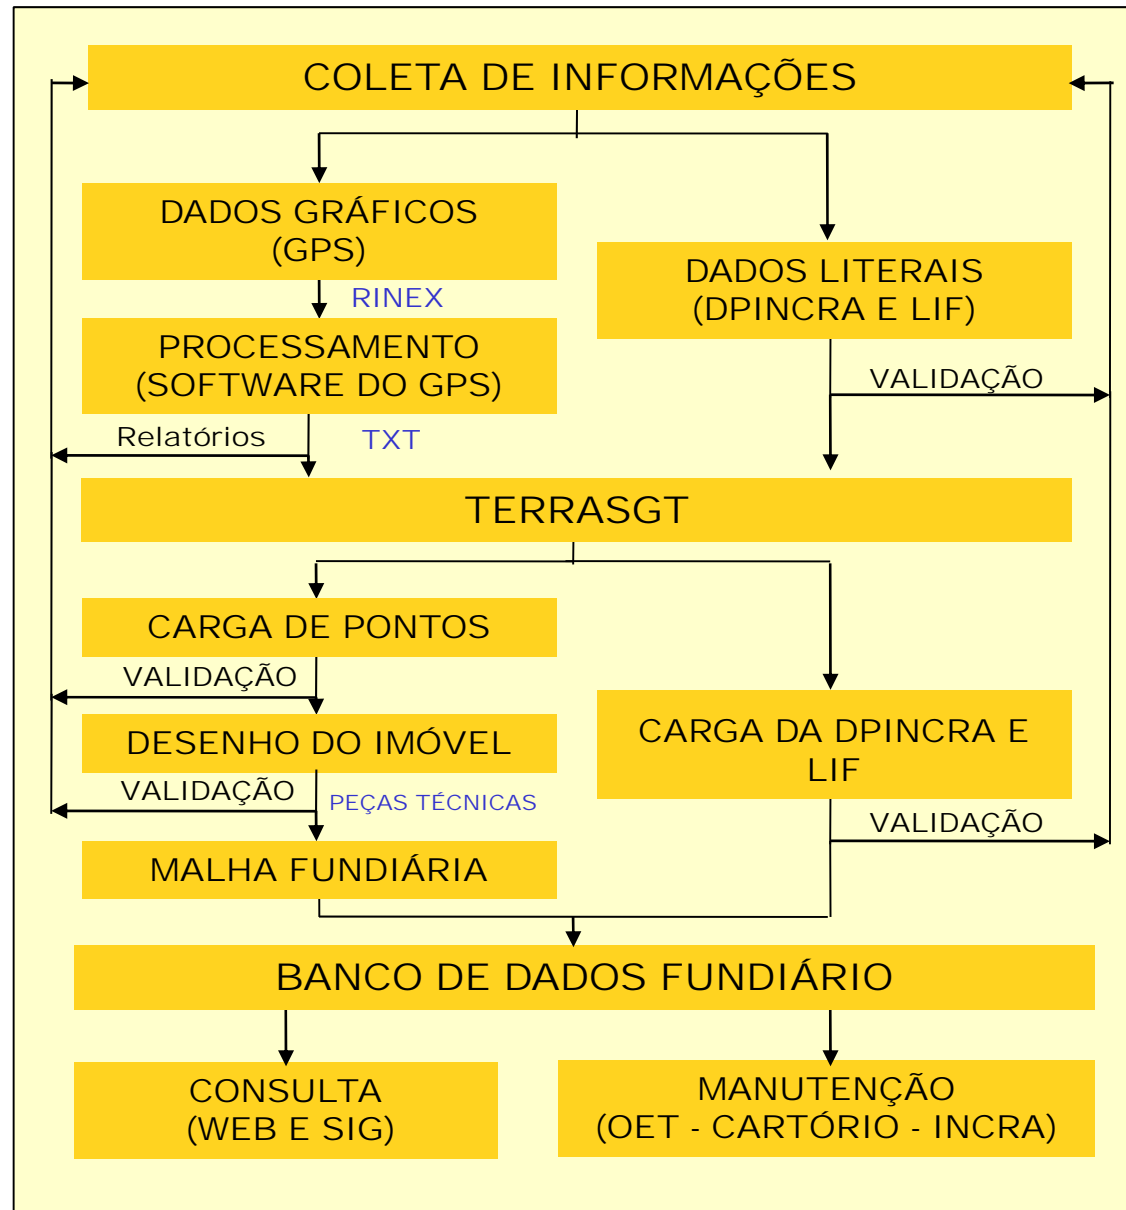 COLETA DE INFORMAÇÕES
DADOS GRÁFICOS
(GPS)
DADOS LITERAIS
(DPINCRA E LIF)
RINEX
PROCESSAMENTO
(SOFTWARE DO GPS)
VALIDAÇÃO
Relatórios
TXT
TERRASGT
CARGA DE PONTOS
VALIDAÇÃO
DESENHO DO IMÓVEL
CARGA DA DPINCRA E
LIF
VALIDAÇÃO
PEÇAS TÉCNICAS
VALIDAÇÃO
MALHA FUNDIÁRIA
BANCO DE DADOS FUNDIÁRIO
CONSULTA
(WEB E SIG)
MANUTENÇÃO
(OET - CARTÓRIO - INCRA)